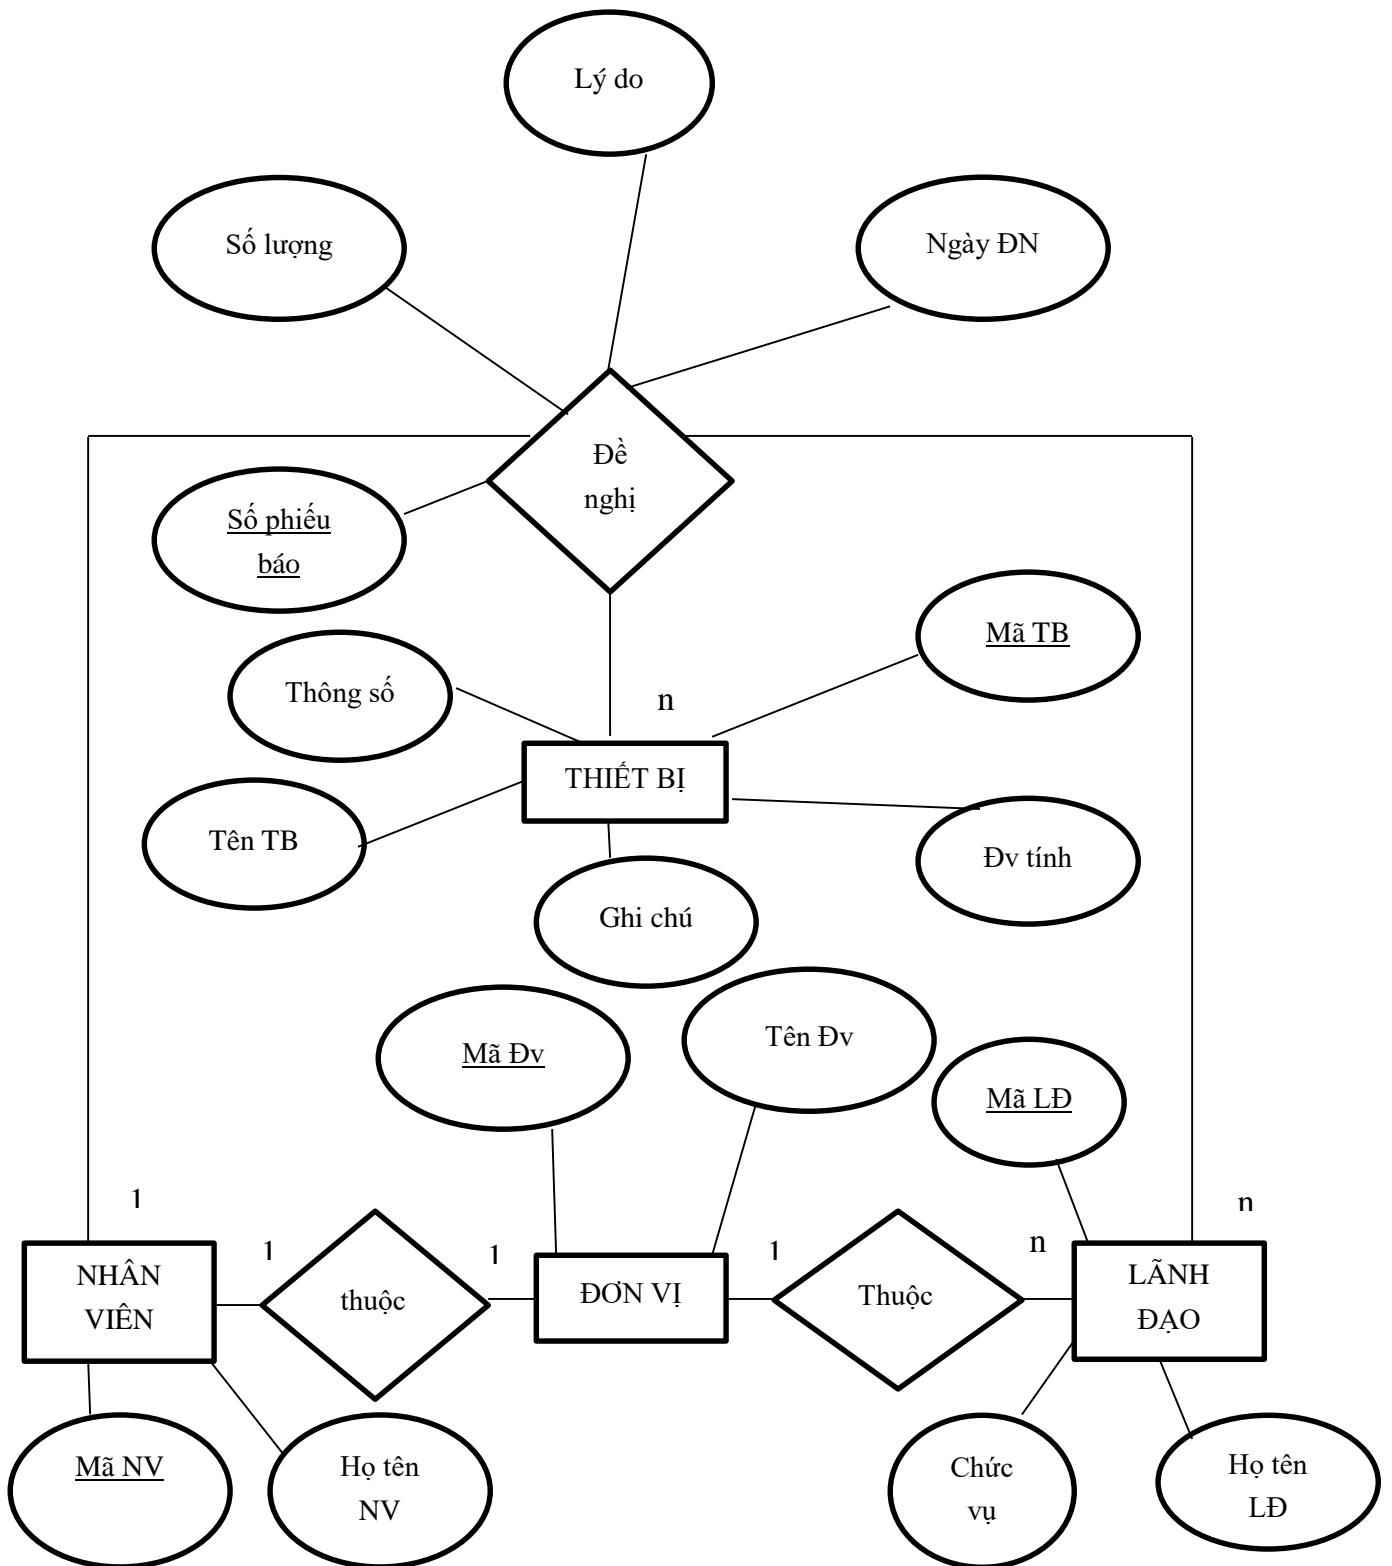 Lý do
Số lượng
Ngày ĐN
Đề
nghị
Số phiếu
báo
Mã TB
Thông số
n
THIẾT BỊ
Tên TB
Đv tính
Ghi chú
Tên Đv
Mã Đv
Mã LĐ
1
n
1
1
1
n
NHÂN
VIÊN
thuộc
ĐƠN VỊ
Thuộc
LÃNH
ĐẠO
Mã NV
Họ tên
NV
Chức
vụ
Họ tên
LĐ